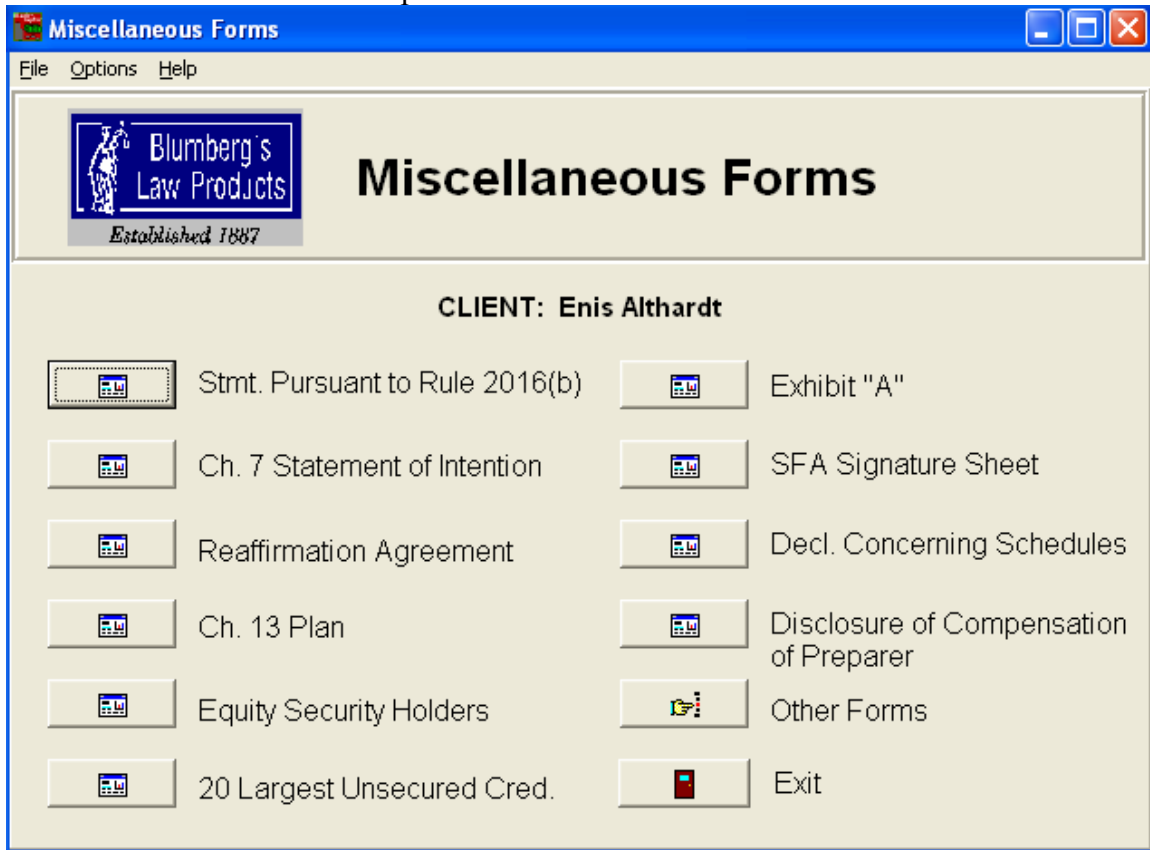 Miscellaneous Forms
File Options Help
Blumberg's
Law Products
Established 1887
Miscellaneous Forms
CLIENT: Enis Althardt
Stmt. Pursuant to Rule 2016(b)
Exhibit "A"
Ch. 7 Statement of Intention
SFA Signature Sheet
Reaffirmation Agreement
Decl. Concerning Schedules
Ch. 13 Plan
Disclosure of Compensation
of Preparer
Equity Security Holders
Other Forms
20 Largest Unsecured Cred.
Exit